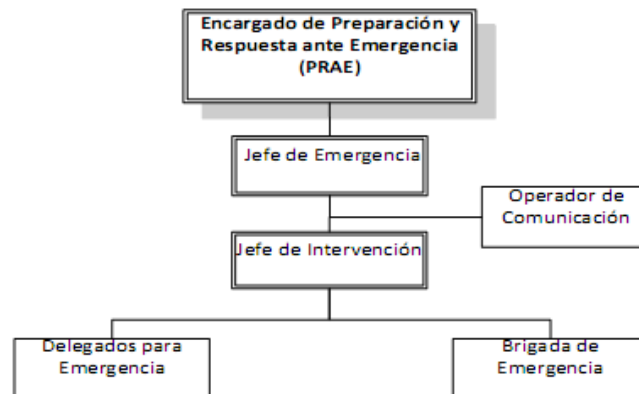 Encargado de Preparación y
Respuesta ante Emergencia
(PRAE)
Jefe de Emergencia
Operador de
Comunicación
Jefe de Intervención
Delegados para
Emergencia
Brigada de
Emergencia